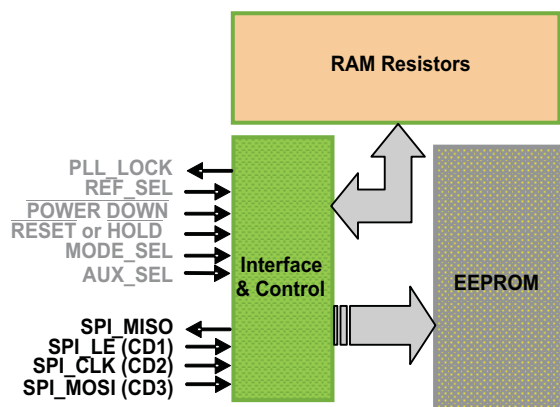 RAM Resistors
PLL_LOCK
REF_SEL
POWER DOWN
RESET or HOLD
MODE_SEL
AUX_SEL
Interface
& Control
EEPROM
SPI_MISO
SPI_LE (CD1)
SPI_CLK (CD2)
SPI_MOSI (CD3)